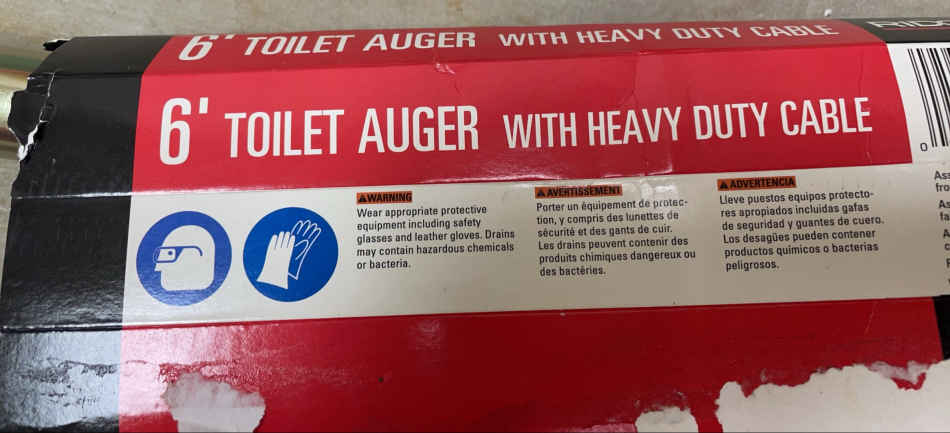 6' TOILET AUGER WITH HEAVY DUTY CABLE
6' TOILET AUGER WITH HEAVY DUTY CABLE
WARNING
Wear appropriate protective
equipment including safety
glasses and leather gloves. Drains
may contain hazardous chemicals
or bacteria.
AVERTISSEMENT
Porter un équipement de protec-
tion, y compris des lunettes de
sécurité et des gants de cuir.
Les drains peuvent contenir des
produits chimiques dangereux ou
des bactéries.
ADVERTENCIA
Lleve puestos equipos protecto-
res apropiados incluidas gafas
de seguridad y guantes de cuero.
Los desagües pueden contener
productos químicos o bacterias
peligrosos.
0